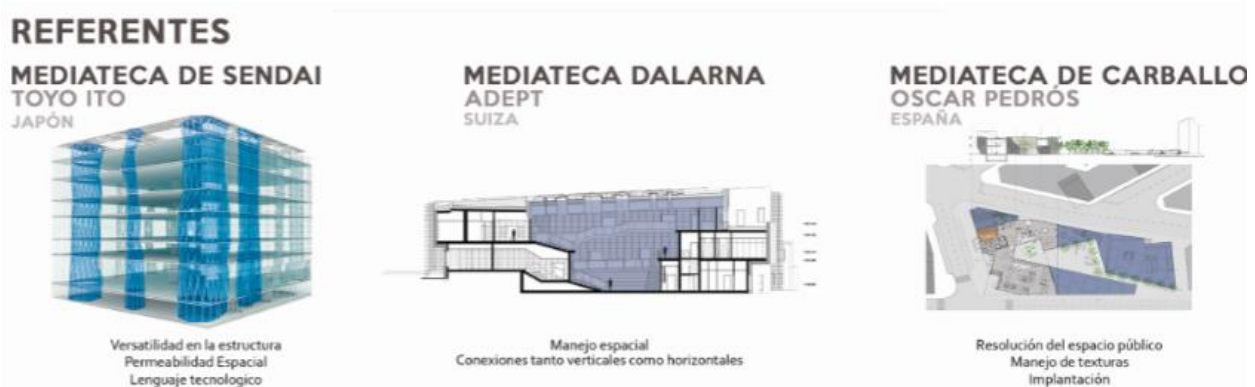 REFERENTES
MEDIATECA DE SENDAI
TOYO ITO
JAPÓN
Versatilidad en la estructura
Permeabilidad Espacial
Lenguaje tecnologico
MEDIATECA DALARNA
ADEPT
SUIZA
Manejo espacial
Conexiones tanto verticales como horizontales
MEDIATECA DE CARBALLO
OSCAR PEDRÓS
ESPAÑA
Resolución del espacio público
Manejo de texturas
Implantación